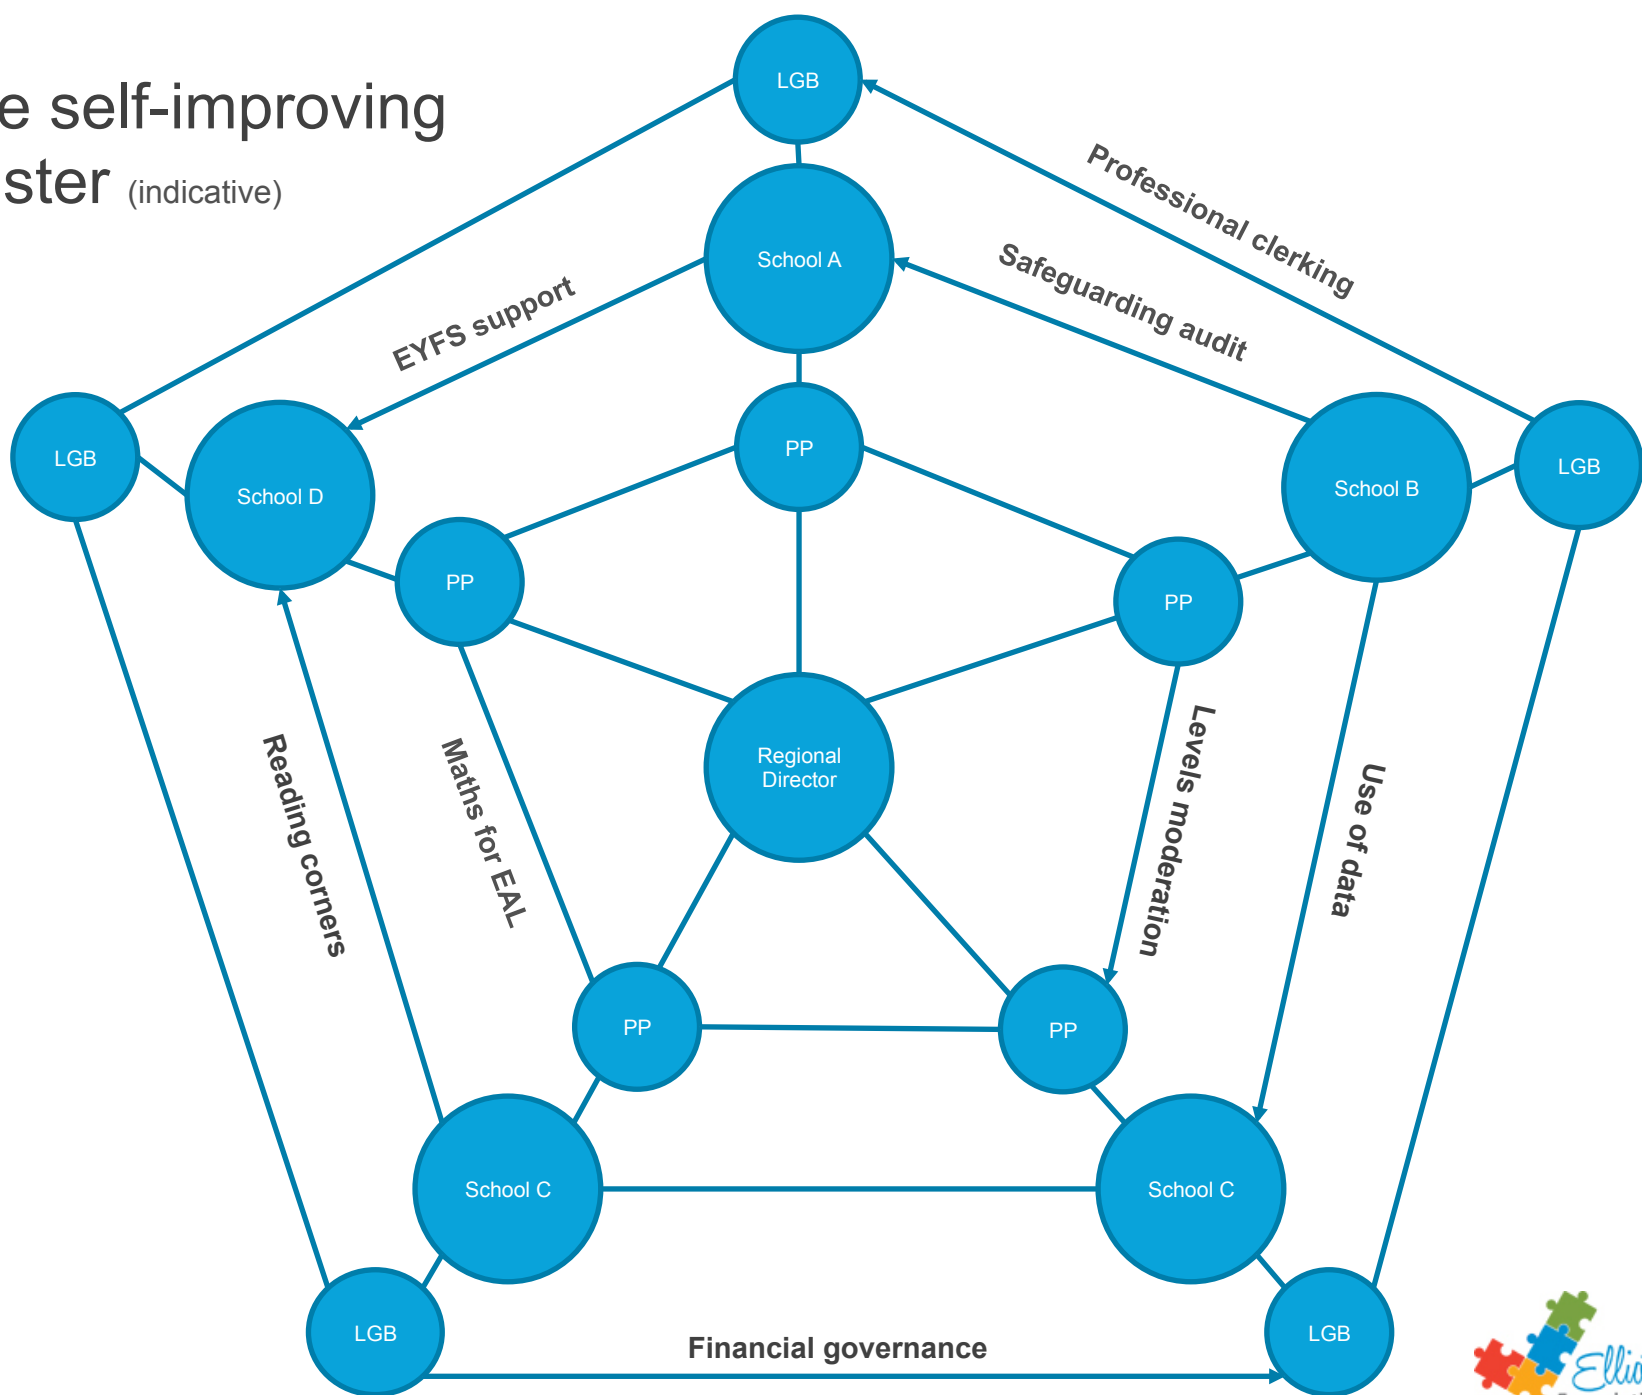 e self-improving
ster (indicative)
LGB
Professional clerking
School A
Safeguarding audit
EYFS support
LGB
School D
PP
School B
LGB
PP
PP
Regional
Director
Reading corners
Maths for EAL
Levels moderation
Use of data
PP
PP
School C
School C
LGB
Financial governance
LGB